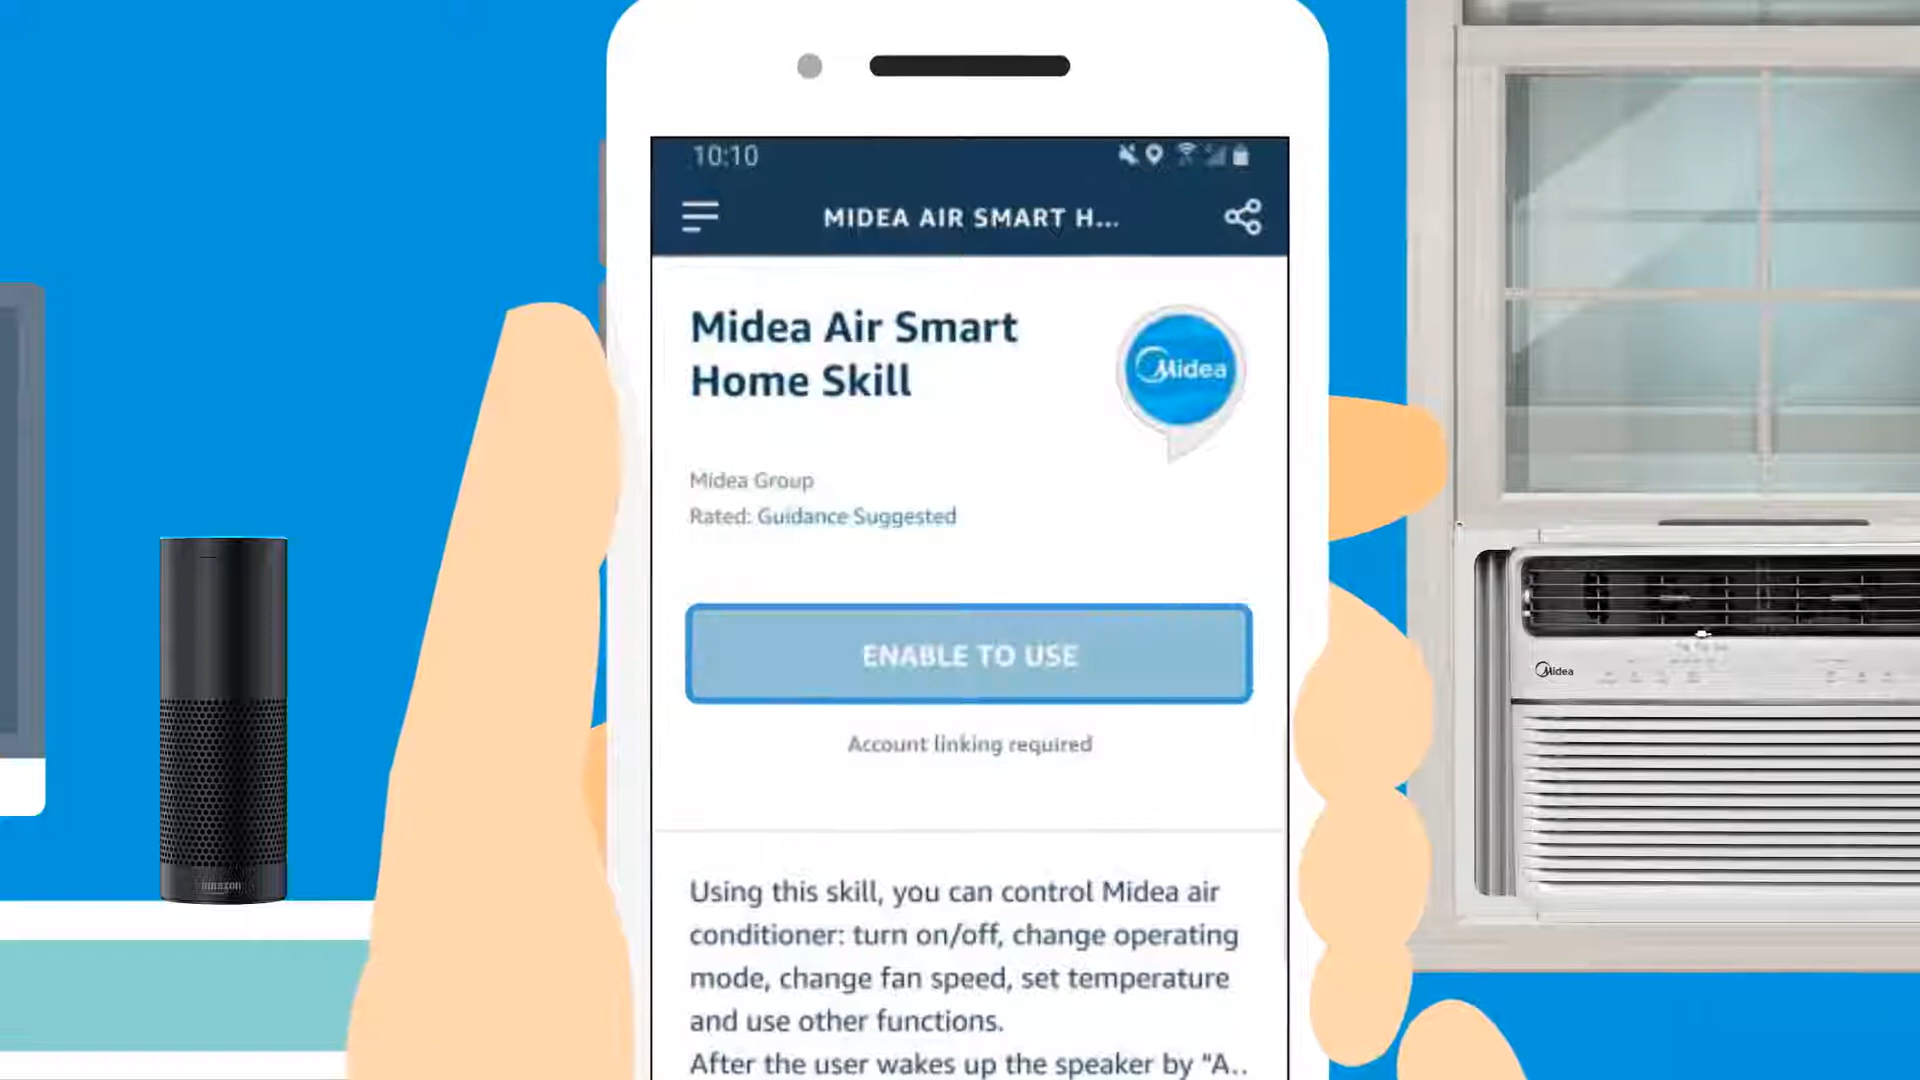 10:10
MIDEA AIR SMART H...
Midea Air Smart
Home Skill
Midea
Midea Group
Rated: Guidance Suggested
ENABLE TO USE
Account linking required
Using this skill, you can control Midea air
conditioner: turn on/off, change operating
mode, change fan speed, set temperature
and use other functions.
After the user wakes up the speaker by "A..
amazon
Midea